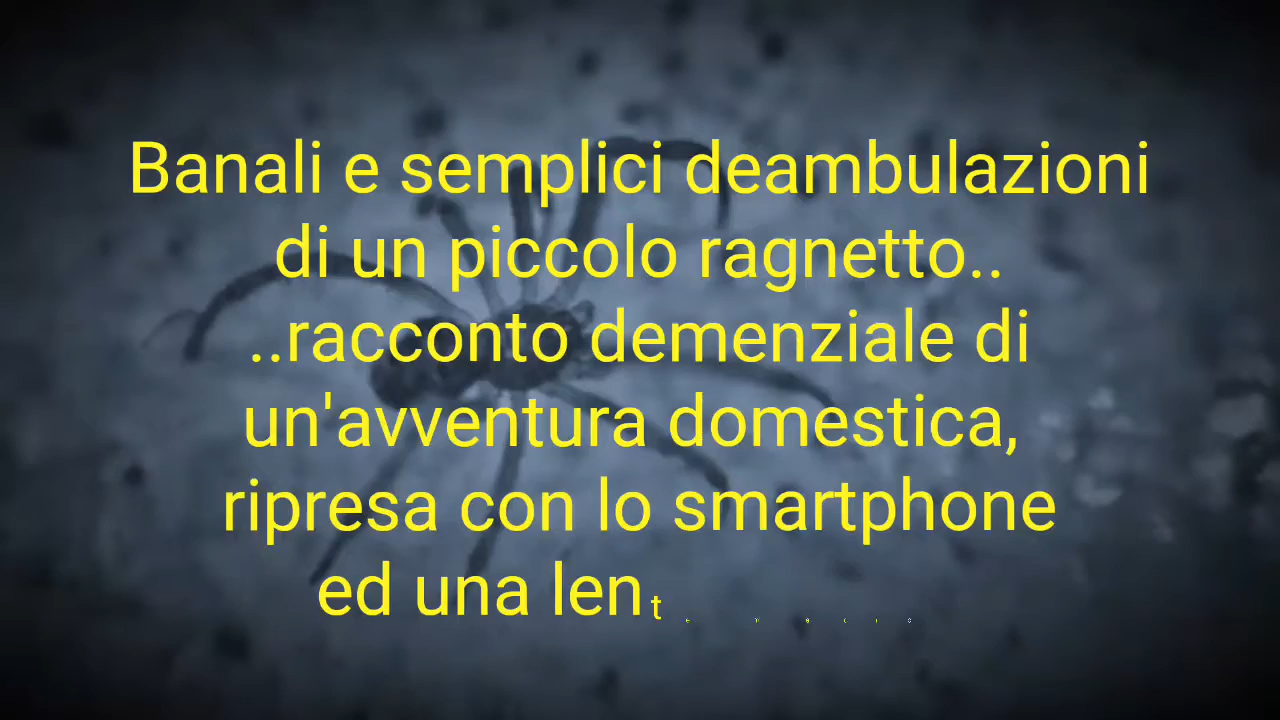 Banali e semplici deambulazioni
di un piccolo ragnetto..
..racconto demenziale di
un'avventura domestica,
ripresa con lo smartphone
ed una lent